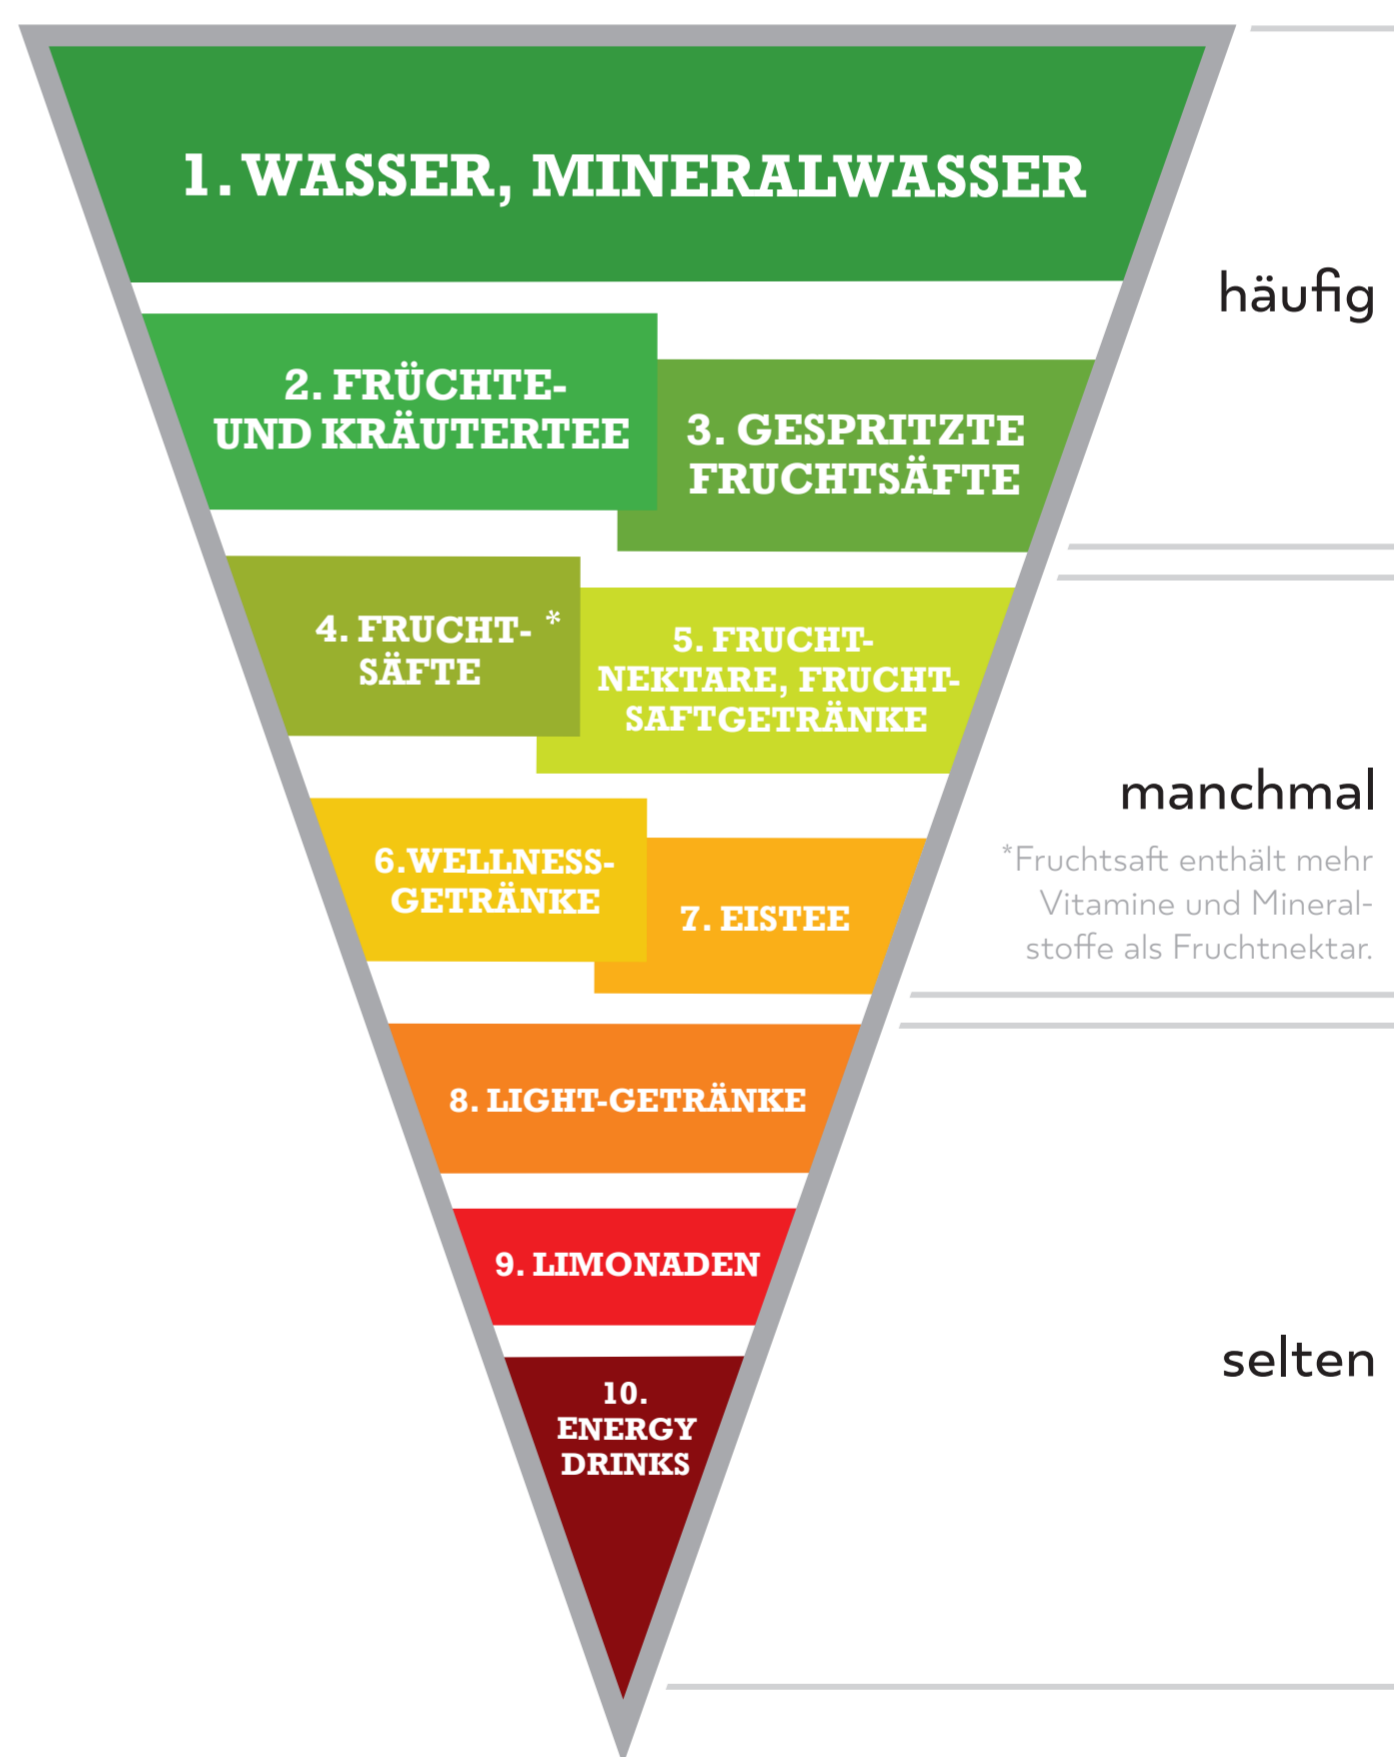 1. WASSER, MINERALWASSER
häufig
2. FRÜCHTE-
UND KRÄUTERTEE
3. GESPRITZTE
FRUCHTSÄFTE
4. FRUCHT- *
SÄFTE
5. FRUCHT-
NEKTARE, FRUCHT-
SAFTGETRÄNKE
manchmal
*Fruchtsaft enthält mehr
Vitamine und Mineral-
stoffe als Fruchtnektar.
6.WELLNESS-
GETRÄNKE
7. EISTEE
8. LIGHT-GETRÄNKE
9. LIMONADEN
selten
10.
ENERGY
DRINKS